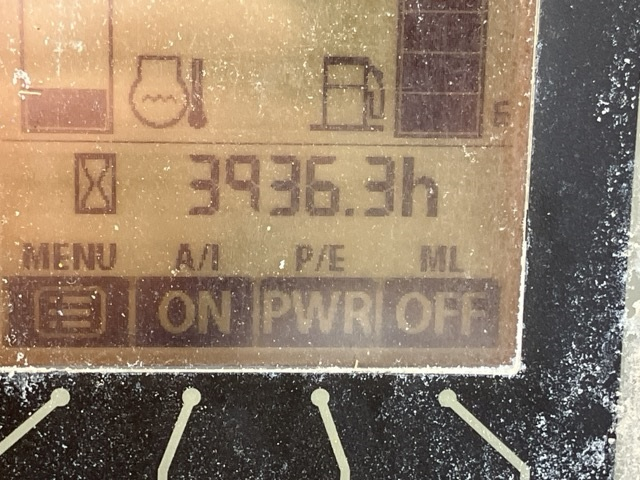 3936.3h
MENU A/I P/E ML
ON PWR OFF